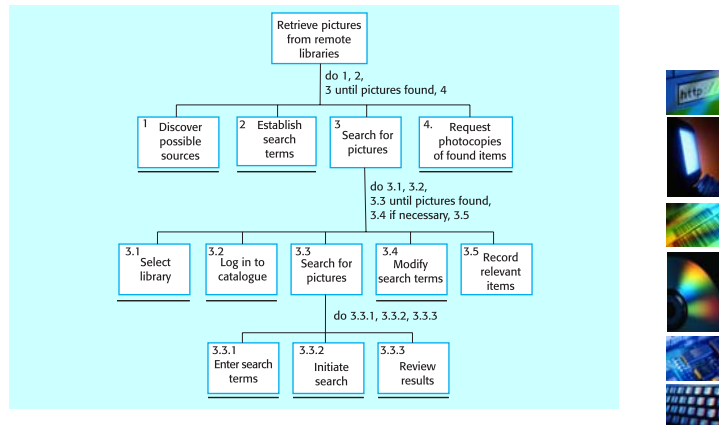 Retrieve pictures
from remote
libraries
do 1, 2,
3 until pictures found, 4
1
Discover
possible
sources
2
Establish
search
terms
3
Search for
pictures
4.
Request
photocopies
of found items
do 3.1, 3.2,
3.3 until pictures found,
3.4 if necessary, 3.5
3.1
Select
library
3.2
Log in to
catalogue
3.3
Search for
pictures
3.4
Modify
search terms
3.5
Record
relevant
items
do 3.3.1, 3.3.2, 3.3.3
3.3.1
Enter search
terms
3.3.2
Initiate
search
3.3.3
Review
results
http:/